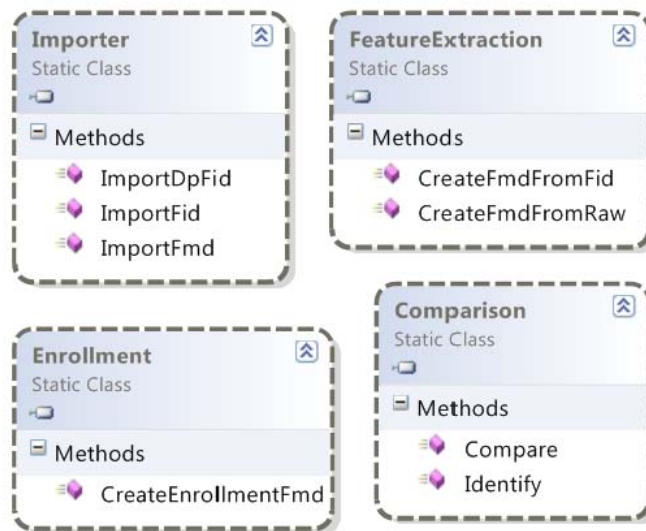 Importer
Static Class
Methods
ImportDpFid
ImportFid
ImportFmd
FeatureExtraction
Static Class
Methods
CreateFmdFromFid
CreateFmdFromRaw
Enrollment
Static Class
Methods
CreateEnrollmentFmd
Comparison
Static Class
Methods
Compare
Identify